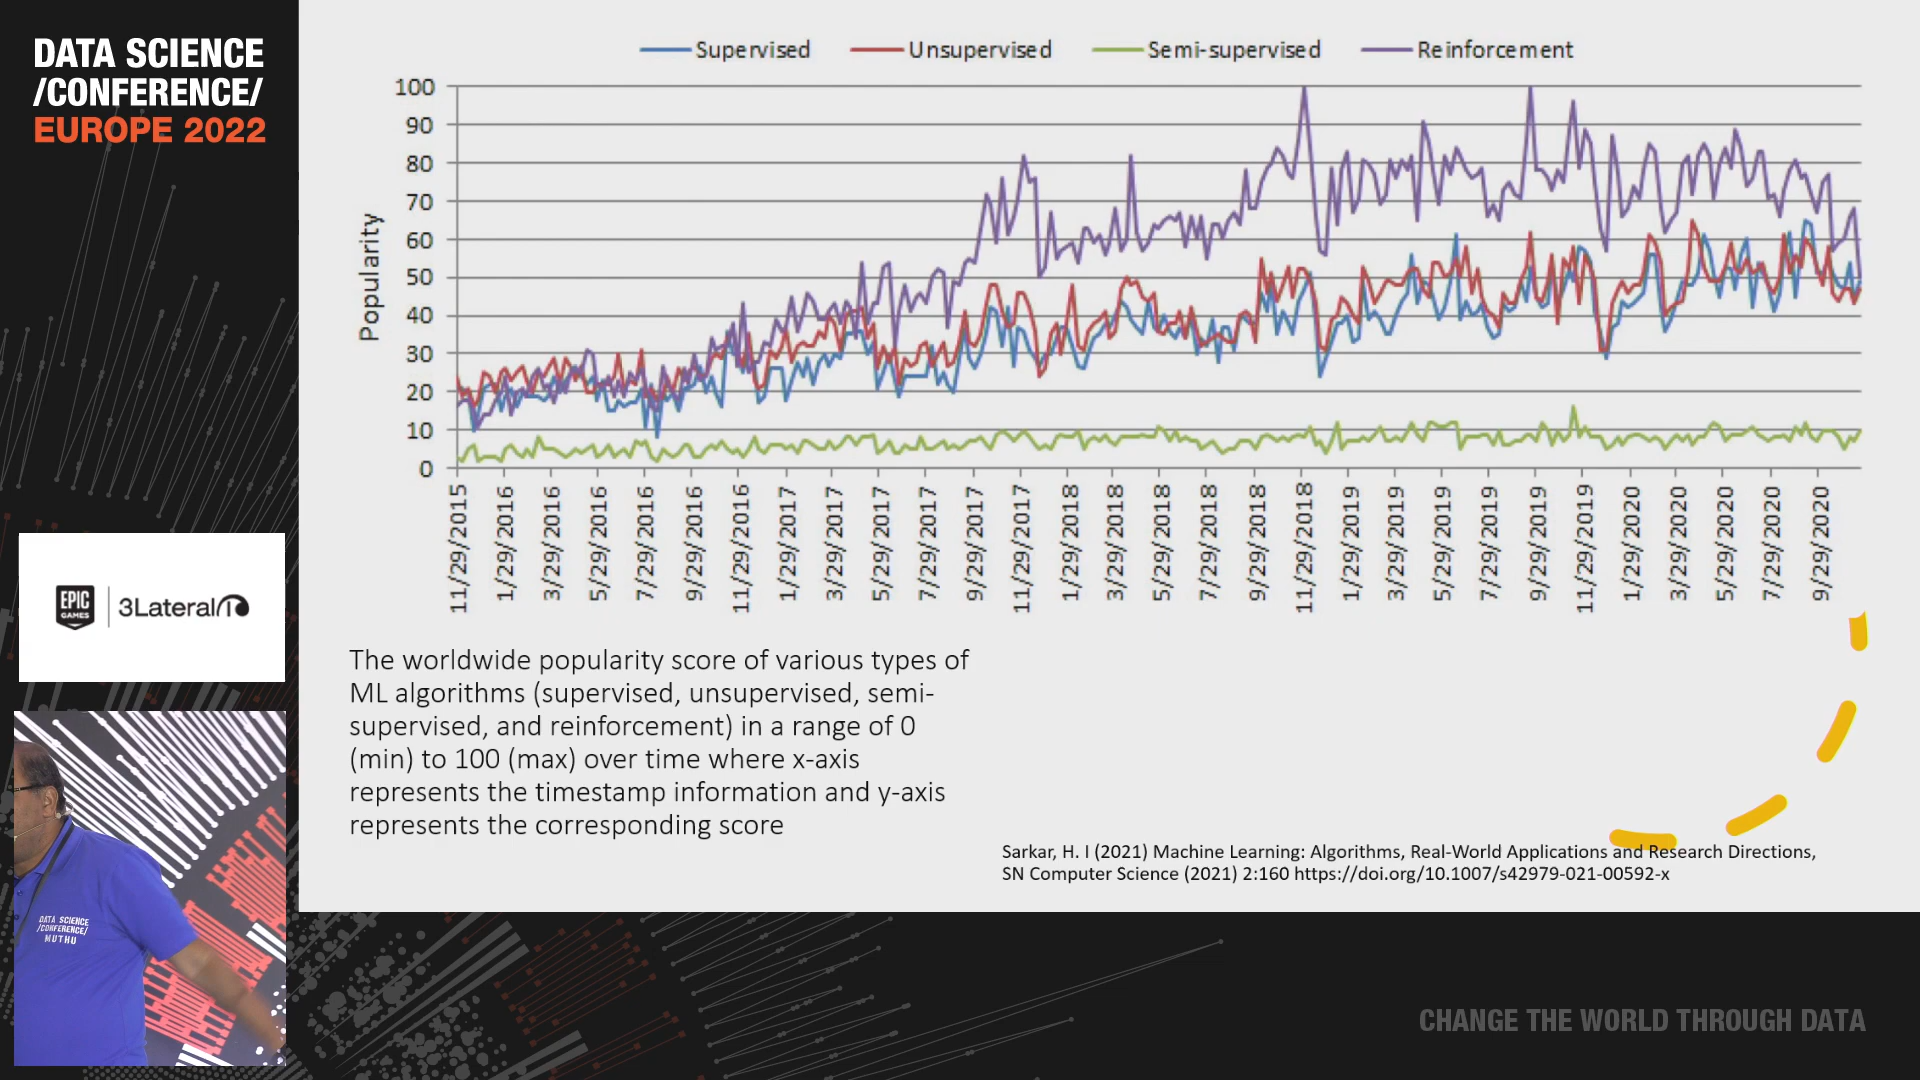 DATA SCIENCE
/CONFERENCE/
EUROPE 2022
Supervised
Unsupervised
Semi-supervised
Reinforcement
Popularity
100
90
80
70
60
50
40
30
20
10
0
11/29/2015
1/29/2016
3/29/2016
5/29/2016
7/29/2016
9/29/2016
11/29/2016
1/29/2017
3/29/2017
5/29/2017
7/29/2017
9/29/2017
11/29/2017
1/29/2018
3/29/2018
5/29/2018
7/29/2018
9/29/2018
11/29/2018
1/29/2019
3/29/2019
5/29/2019
7/29/2019
9/29/2019
11/29/2019
1/29/2020
3/29/2020
5/29/2020
7/29/2020
9/29/2020
EPIC
GAMES
3Lateral
The worldwide popularity score of various types of
ML algorithms (supervised, unsupervised, semi-
supervised, and reinforcement) in a range of 0
(min) to 100 (max) over time where x-axis
represents the timestamp information and y-axis
represents the corresponding score
Sarkar, H. I (2021) Machine Learning: Algorithms, Real-World Applications and Research Directions,
SN Computer Science (2021) 2:160 https://doi.org/10.1007/s42979-021-00592-x
DATA SCIENCE
/CONFERENCE/
MUTHU
CHANGE THE WORLD THROUGH DATA